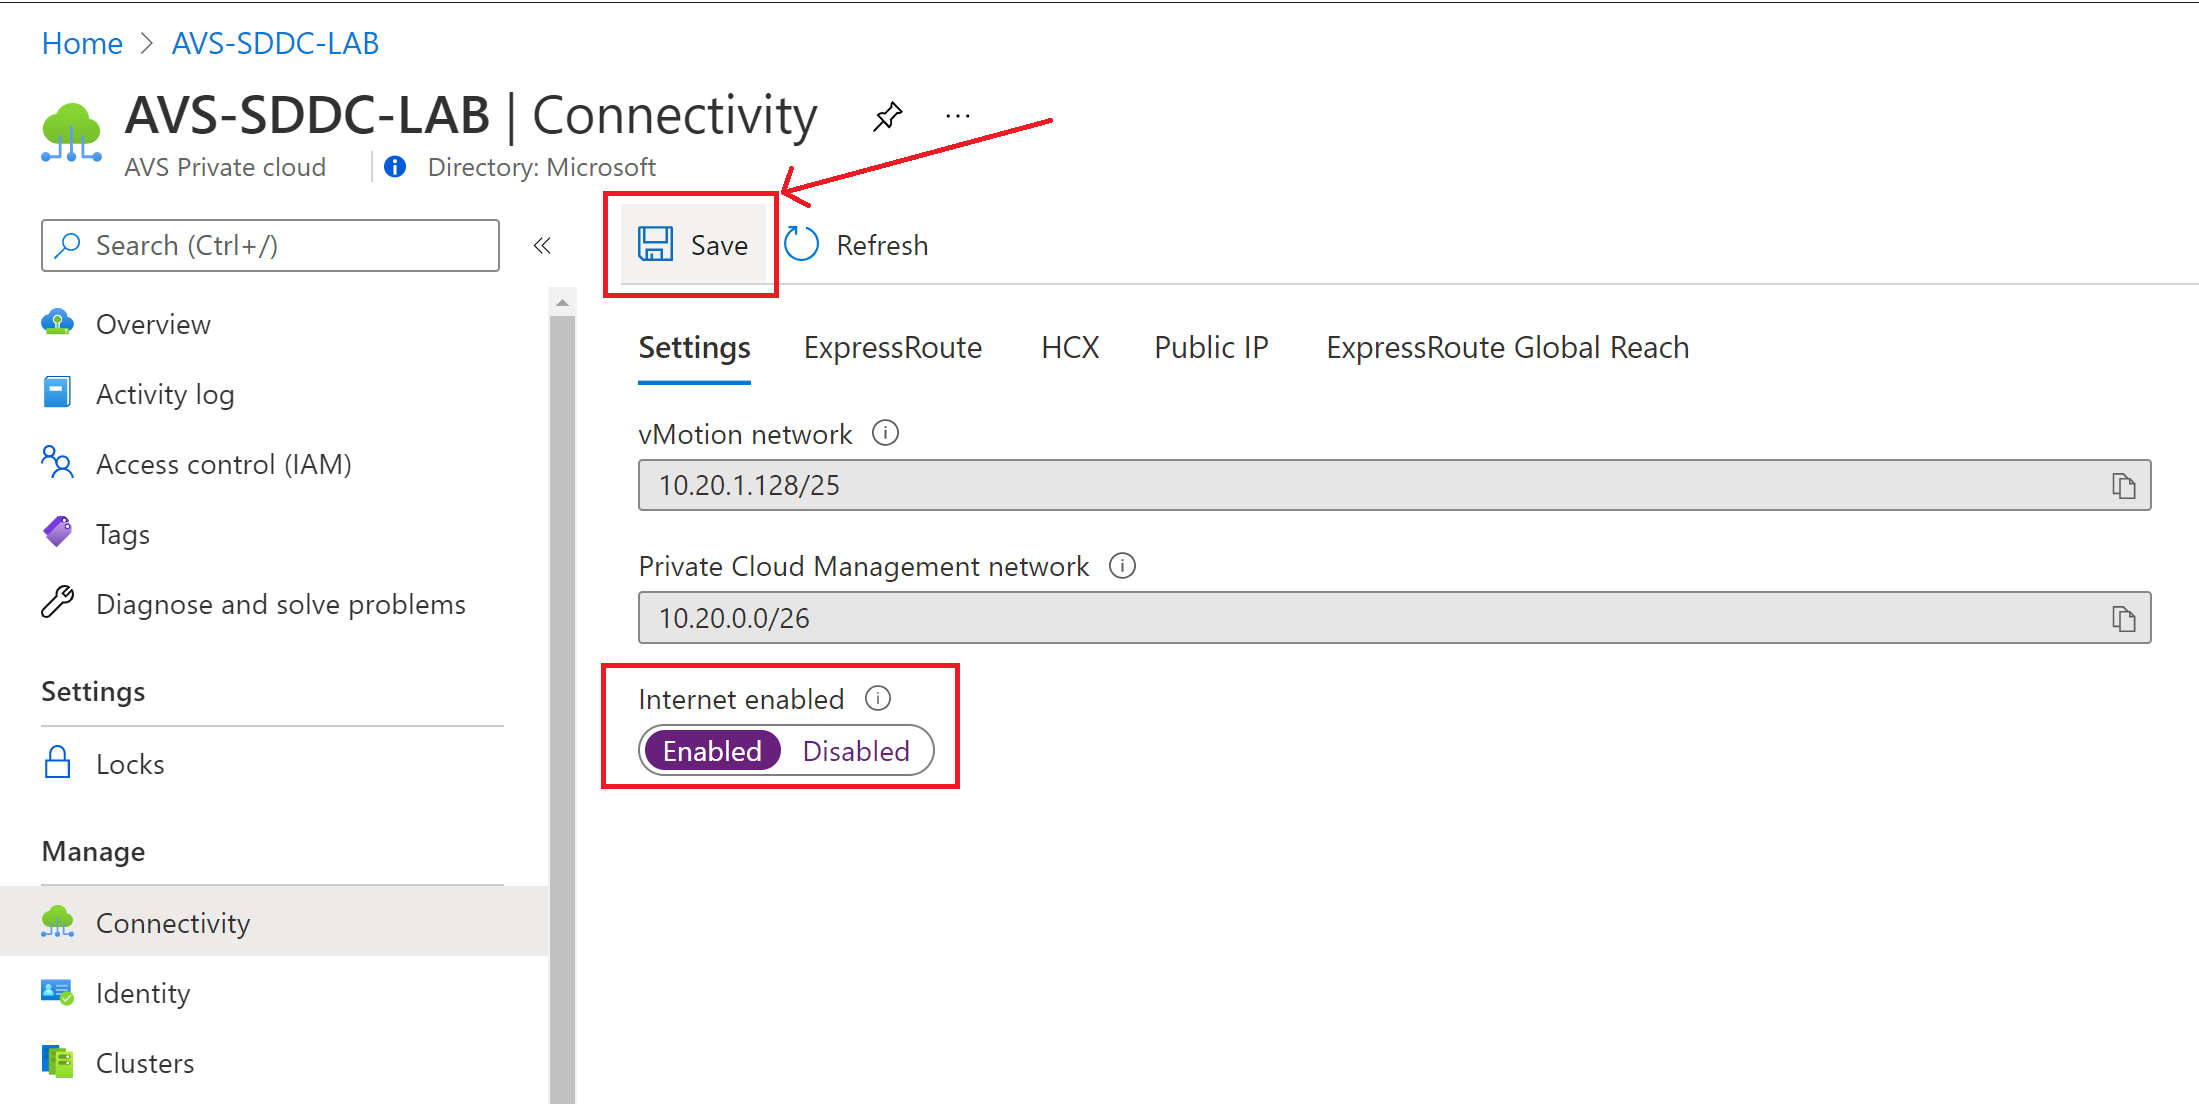 Home > AVS-SDDC-LAB
AVS-SDDC-LAB | Connectivity ...
AVS Private cloud
Directory: Microsoft
Search (Ctrl+/)
«
Overview
Activity log
Access control (IAM)
Tags
Diagnose and solve problems
Settings
Locks
Manage
Connectivity
Identity
Clusters
Save
Refresh
Settings ExpressRoute HCX Public IP ExpressRoute Global Reach
vMotion network
10.20.1.128/25
Private Cloud Management network
10.20.0.0/26
Internet enabled
Enabled Disabled